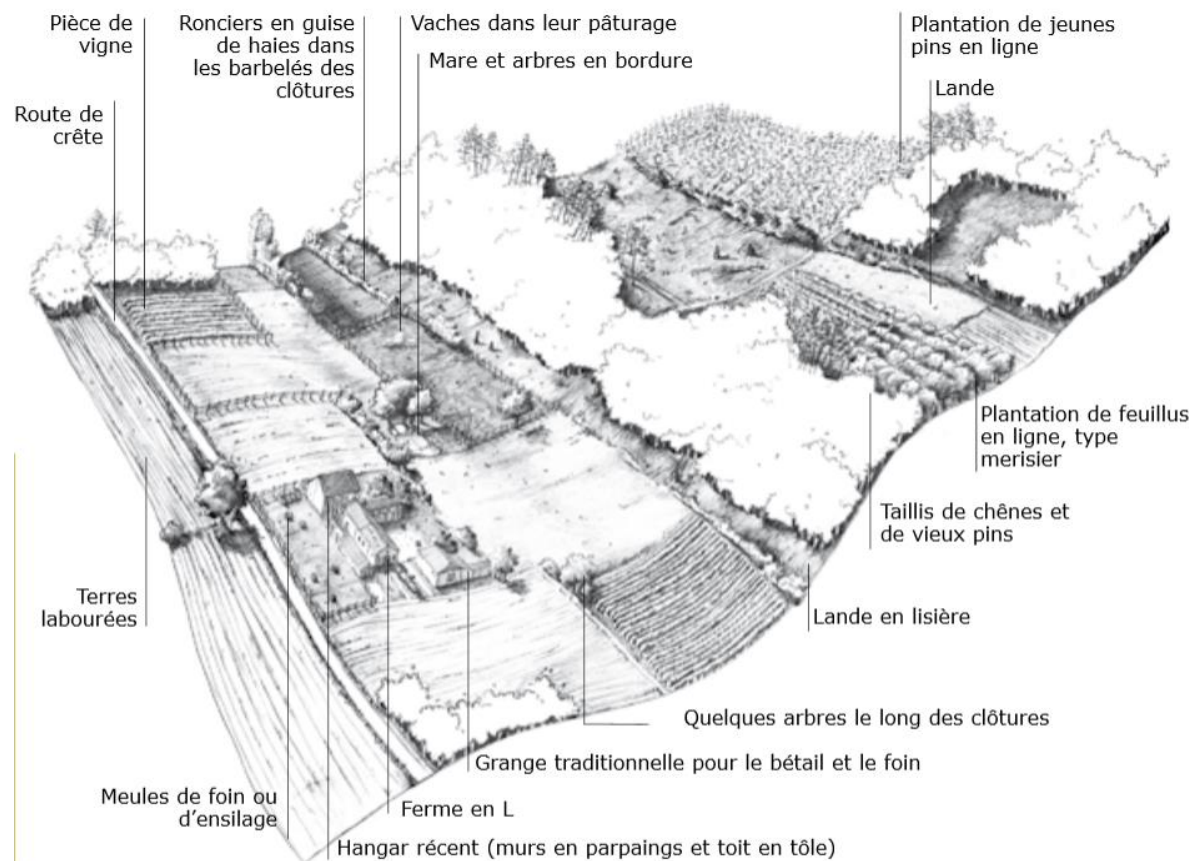 Pièce de
vigne
Ronciers en guise
de haies dans
les barbelés des
clôtures
Vaches dans leur pâturage
Mare et arbres en bordure
Plantation de jeunes
pins en ligne
Lande
Route de
crête
Plantation de feuillus
en ligne, type
merisier
Taillis de chênes et
de vieux pins
Terres
labourées
Lande en lisière
Quelques arbres le long des clôtures
Grange traditionnelle pour le bétail et le foin
Meules de foin ou
d'ensilage
Ferme en L
Hangar récent (murs en parpaings et toit en tôle)